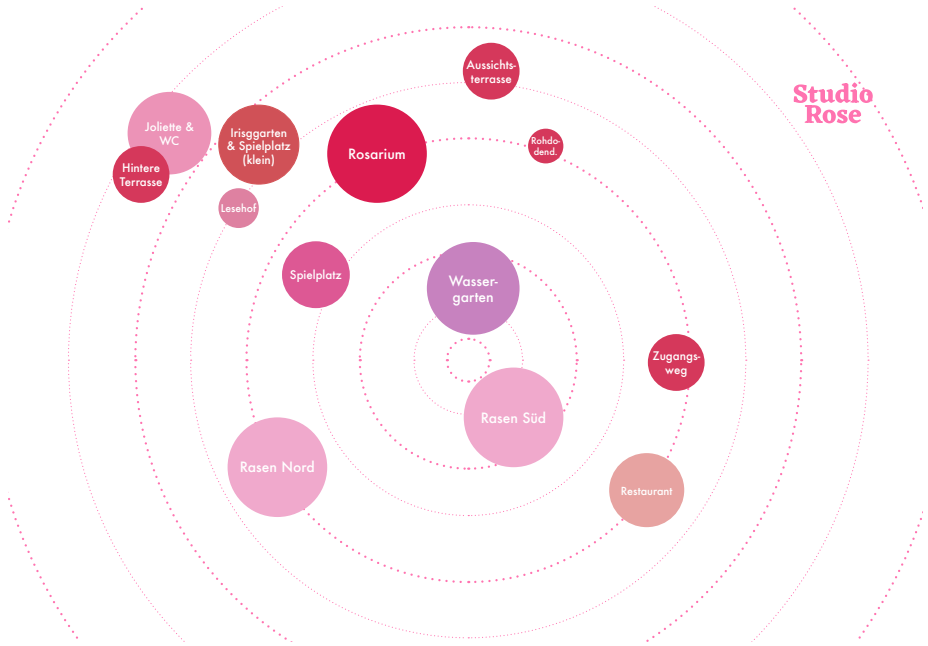 Aussichts-
terrasse
Studio
Rose
Joliette &
WC
Irisggarten
& Spielplatz
(klein)
Rosarium
Rohdo-
dend.
Hintere
Terrasse
Lesehof
Spielplatz
Wasser-
garten
Zugangs-
weg
Rasen Süd
Rasen Nord
Restaurant